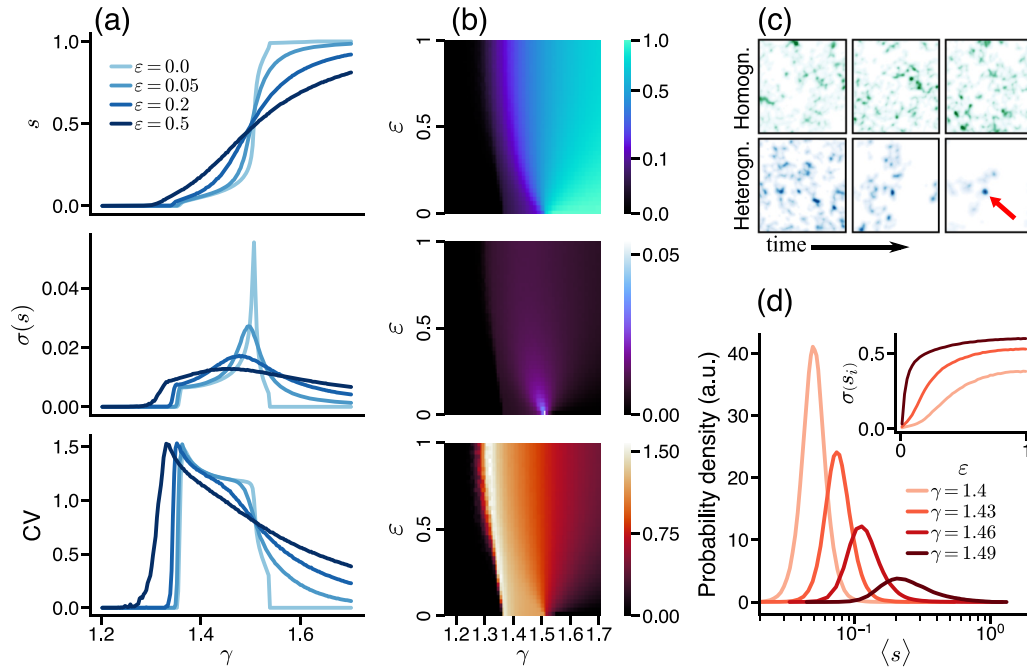 (a)
1.0
0.5
0.0
s
ε = 0.0
ε = 0.05
ε = 0.2
ε = 0.5
0.04
0.02
0.00
σ(s)
1.5
1.0
0.5
0.0
CV
1.2
1.4
1.6
γ
(b)
1
0.5
0
ε
1.0
0.5
0.1
0.0
1
0.5
0
ε
0.05
0.00
1
0.5
0
ε
1.50
0.75
0.00
1.2 1.3 1.4 1.5 1.6 1.7
γ
(c)
Homogn.
Heterogn.
time
(d)
40
30
20
10
0
Probability density (a.u.)
0.5
0.0
σ(sᵢ)
0
1
ε
γ = 1.4
γ = 1.43
γ = 1.46
γ = 1.49
10⁻¹
10⁰
⟨s⟩